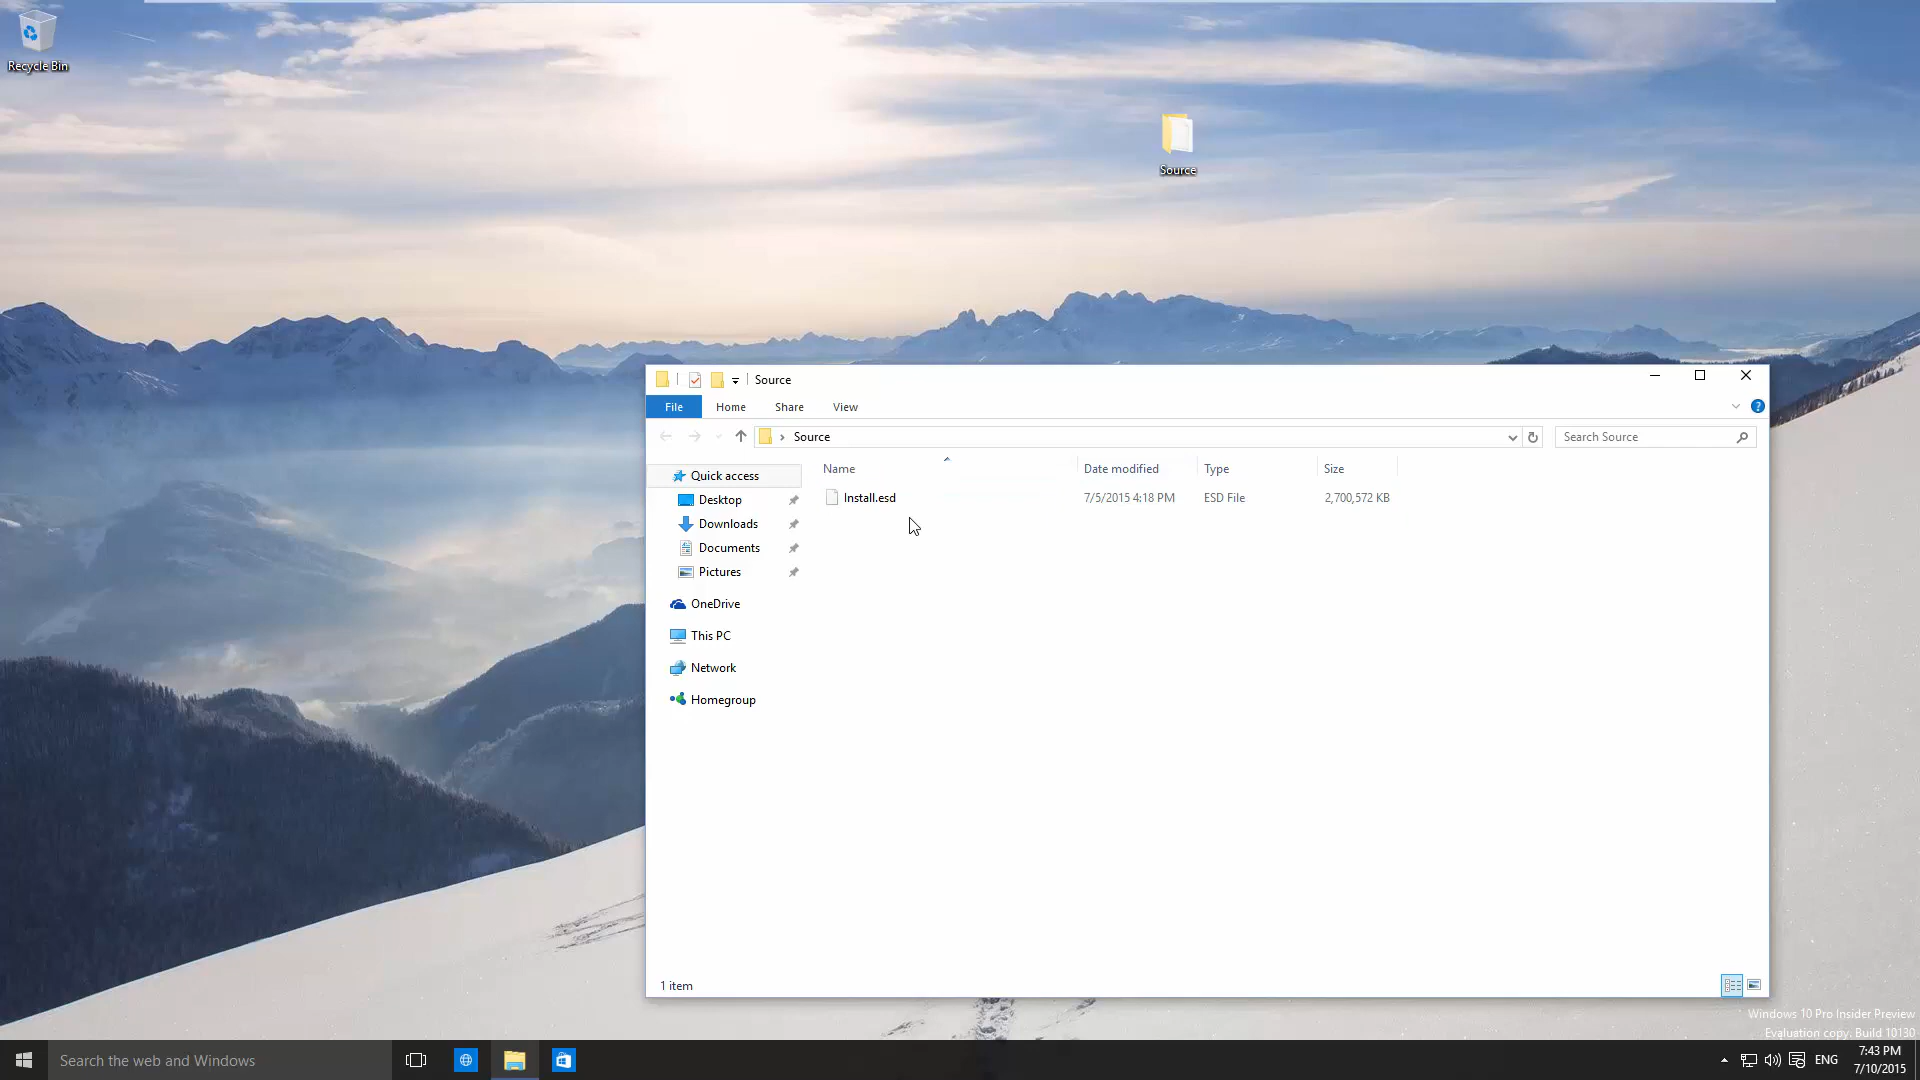 Recycle Bin
Source
Source
File Home Share View
Source
Search Source
Name Date modified Type Size
Install.esd 7/5/2015 4:18 PM ESD File 2,700,572 KB
Quick access
Desktop
Downloads
Documents
Pictures
OneDrive
This PC
Network
Homegroup
1 item
Windows 10 Pro Insider Preview
Evaluation copy. Build 10130
Search the web and Windows
ENG
7:43 PM
7/10/2015